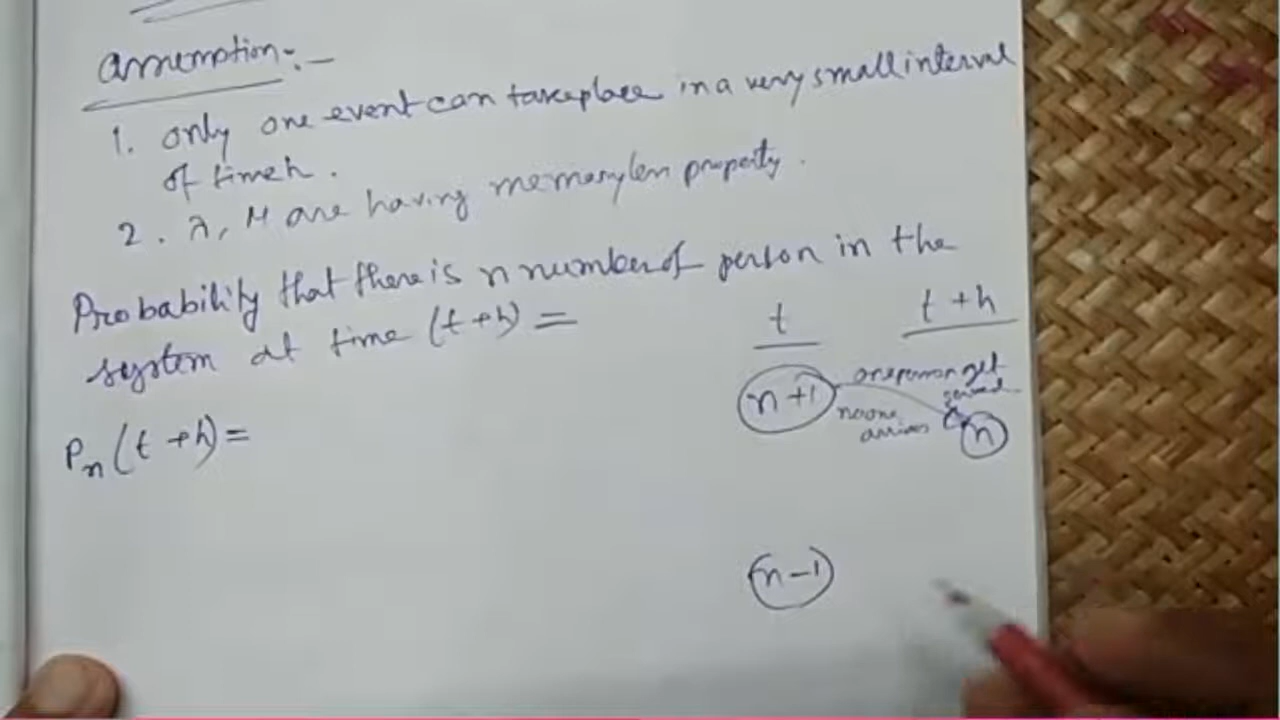 assumption:-
1. only one event can takeplace in a very small interval
of time h.
2. λ, μ are having memoryless property.
Probability that there is n number of person in the
system at time (t+h) =
t
t+h
n+1
one person get
served
no one
arrives
n
Pn(t+h)=
n-1